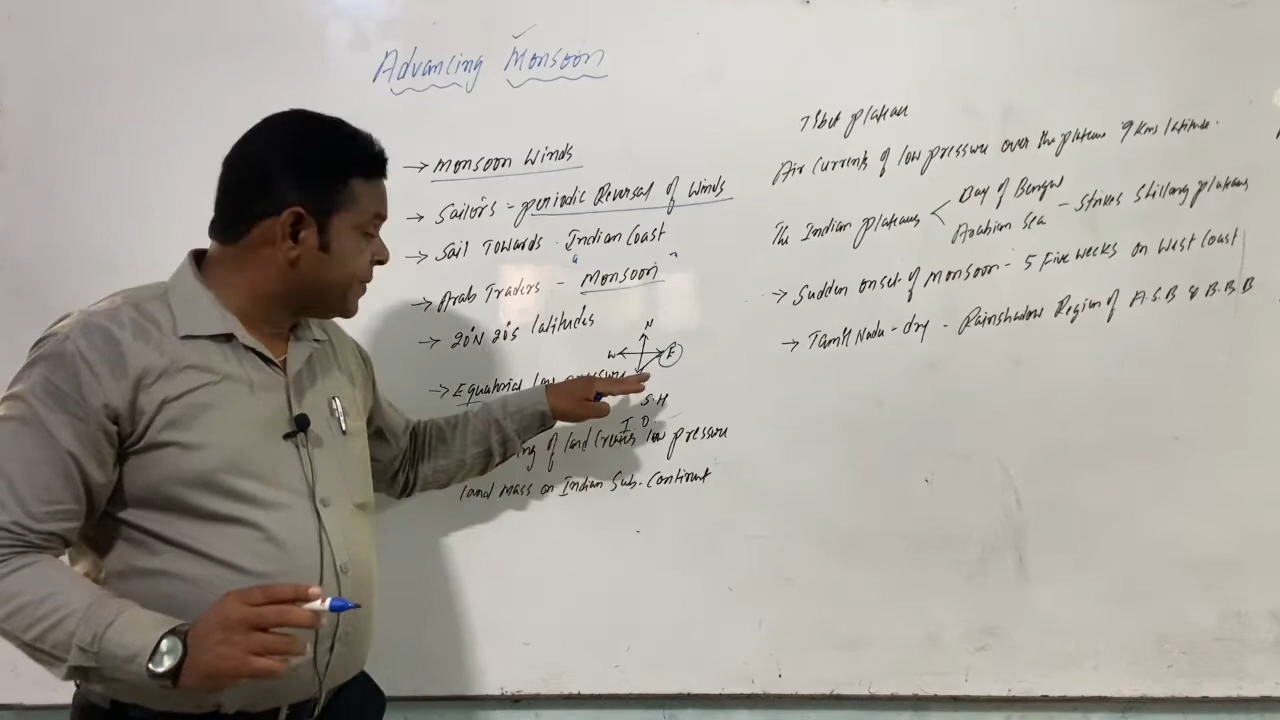 Advancing Monsoon
→ Monsoon Winds
→ Sailors - periodic Reversal of Winds
→ Sail Towards - Indian Coast
→ Arab Traders - "Monsoon"
→ 20°N 20°S latitudes
N
W E
→ Equatorial low pressure
S.H
I O
of land creates low pressure
land mass on Indian Sub-Continent
Tibet plateau
Air Currents of low pressure over the plateau 9 Kms latitude.
The Indian plateaus < Bay of Bengal
Arabian Sea - Strikes Shillong plateaus
→ Sudden onset of Monsoon - 5 Five weeks on West Coast
→ Tamil Nadu - dry - Rainshadow Region of A.S.B & B.B.B